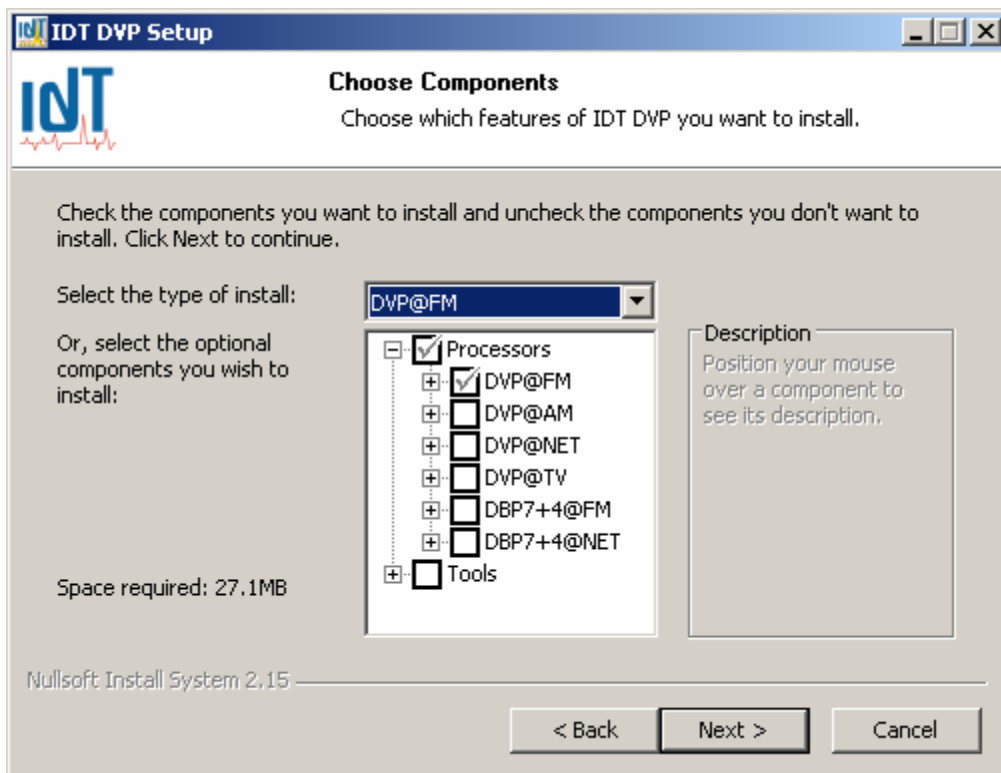 IDT DVP Setup
IDT
Choose Components
Choose which features of IDT DVP you want to install.
Check the components you want to install and uncheck the components you don't want to
install. Click Next to continue.
Select the type of install:
DVP@FM
Or, select the optional
components you wish to
install:
Processors
DVP@FM
DVP@AM
DVP@NET
DVP@TV
DBP7+4@FM
DBP7+4@NET
Tools
Description
Position your mouse
over a component to
see its description.
Space required: 27.1MB
Nullsoft Install System 2.15
< Back
Next >
Cancel